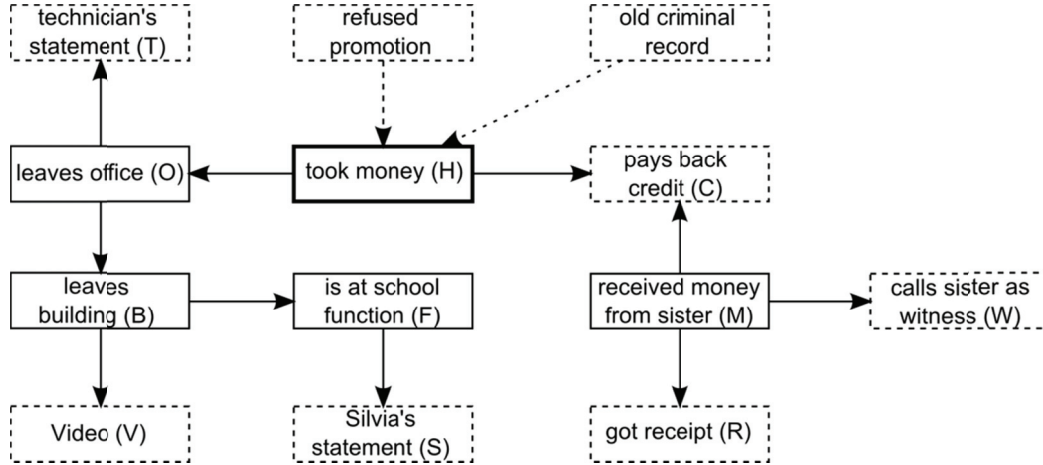 technician's
statement (T)
refused
promotion
old criminal
record
leaves office (O)
took money (H)
pays back
credit (C)
leaves
building (B)
is at school
function (F)
received money
from sister (M)
calls sister as
witness (W)
Video (V)
Silvia's
statement (S)
got receipt (R)